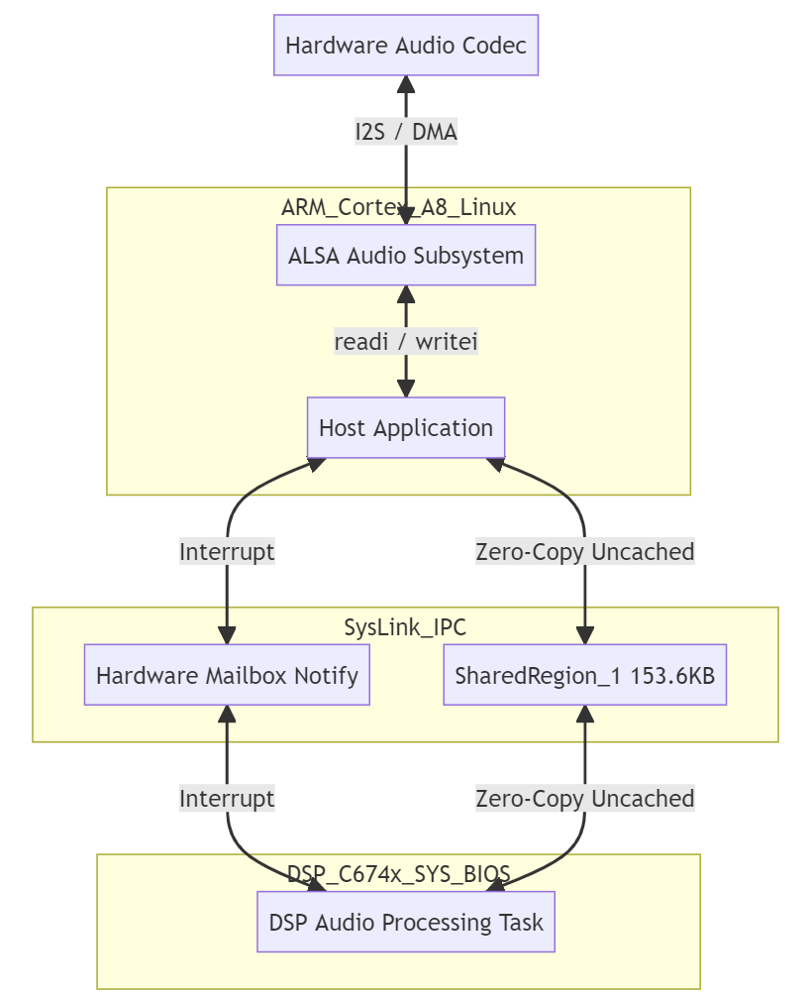 Hardware Audio Codec
I2S / DMA
ARM_Cortex_A8_Linux
ALSA Audio Subsystem
readi / writei
Host Application
Interrupt
Zero-Copy Uncached
SysLink_IPC
Hardware Mailbox Notify
SharedRegion_1 153.6KB
Interrupt
Zero-Copy Uncached
DSP_C674x_SYS_BIOS
DSP Audio Processing Task